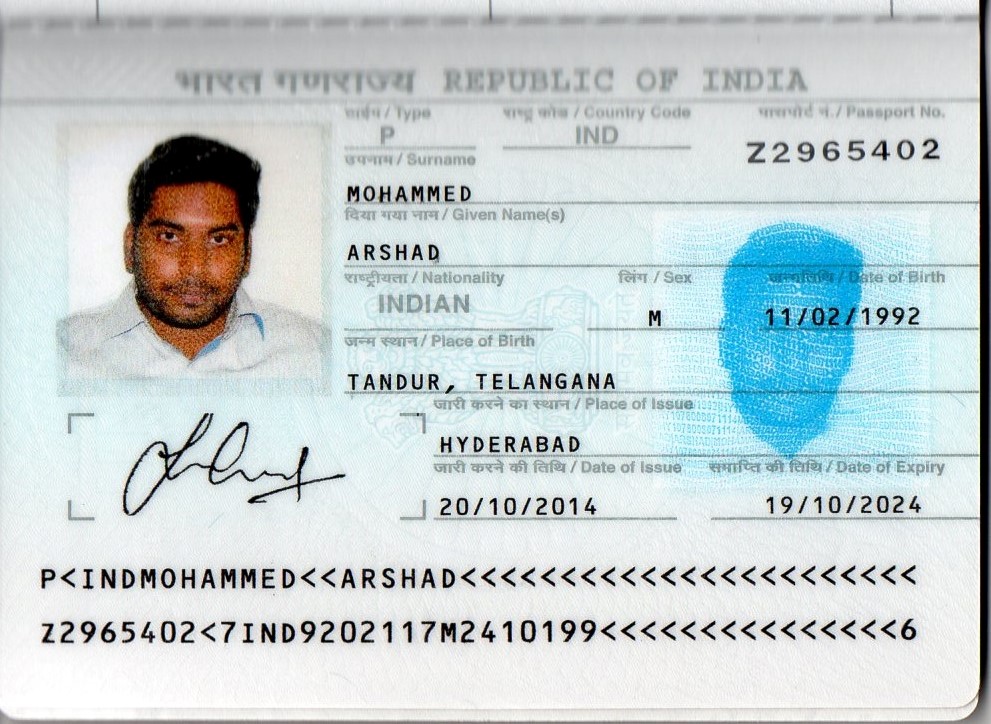 भारत गणराज्य REPUBLIC OF INDIA
टाईप / Type राष्ट्र कोड / Country Code पासपोर्ट नं. / Passport No.
P IND Z2965402
उपनाम / Surname
MOHAMMED
दिया गया नाम / Given Name(s)
ARSHAD
राष्ट्रीयता / Nationality लिंग / Sex जन्मतिथि / Date of Birth
INDIAN M 11/02/1992
जन्म स्थान / Place of Birth
TANDUR, TELANGANA
जारी करने का स्थान / Place of Issue
HYDERABAD
जारी करने की तिथि / Date of Issue समाप्ति की तिथि / Date of Expiry
20/10/2014 19/10/2024
P<INDMOHAMMED<<ARSHAD<<<<<<<<<<<<<<<<<<<<<<<
Z2965402<7IND9202117M2410199<<<<<<<<<<<<<<<6